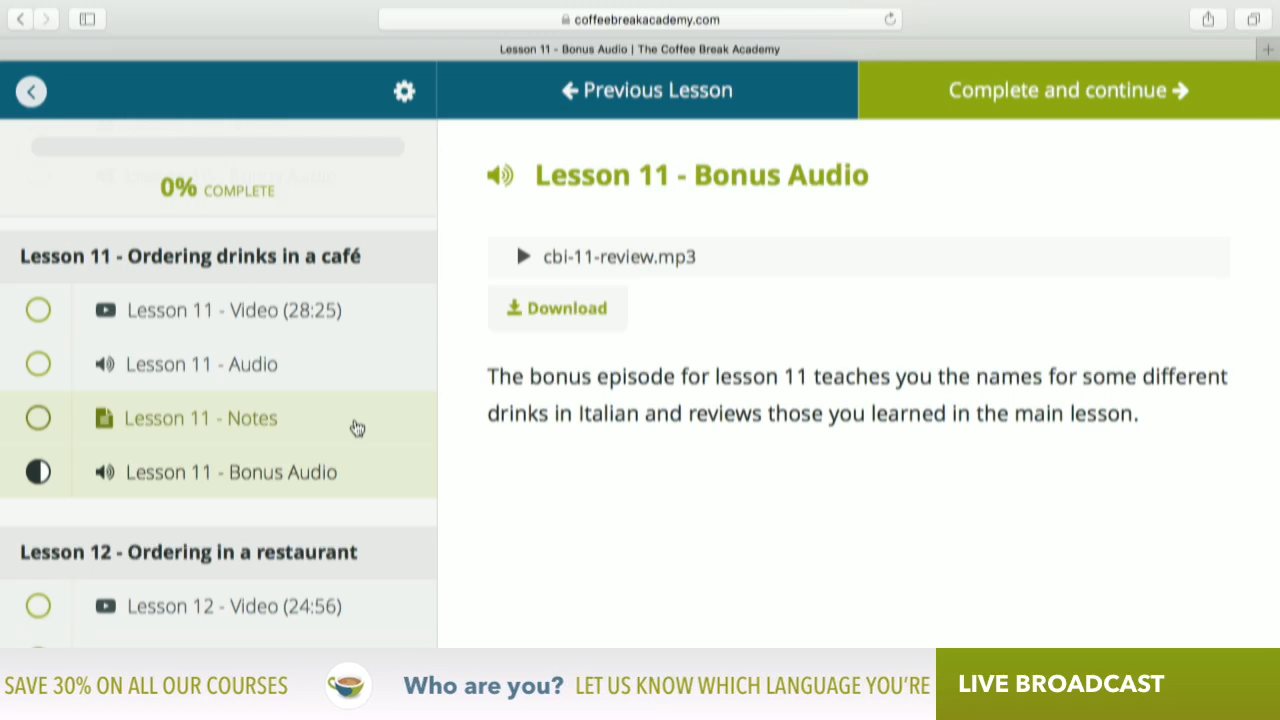 coffeebreakacademy.com
Lesson 11 - Bonus Audio | The Coffee Break Academy
Previous Lesson
Complete and continue
0% COMPLETE
Lesson 11 - Bonus Audio
Lesson 11 - Ordering drinks in a café
cbi-11-review.mp3
Lesson 11 - Video (28:25)
Download
Lesson 11 - Audio
The bonus episode for lesson 11 teaches you the names for some different
drinks in Italian and reviews those you learned in the main lesson.
Lesson 11 - Notes
Lesson 11 - Bonus Audio
Lesson 12 - Ordering in a restaurant
Lesson 12 - Video (24:56)
SAVE 30% ON ALL OUR COURSES
Who are you? LET US KNOW WHICH LANGUAGE YOU'RE
LIVE BROADCAST